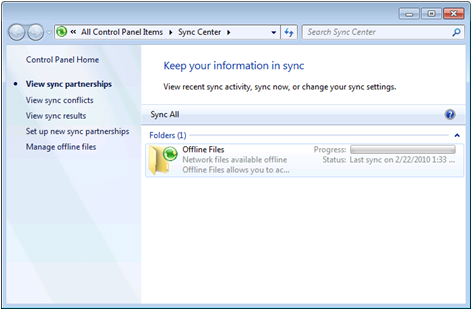 « All Control Panel Items ▸ Sync Center ▸
Search Sync Center
Control Panel Home
View sync partnerships
View sync conflicts
View sync results
Set up new sync partnerships
Manage offline files
Keep your information in sync
View recent sync activity, sync now, or change your sync settings.
Sync All
Folders (1)
Offline Files
Network files available offline
Offline Files allows you to ac...
Progress:
Status: Last sync on 2/22/2010 1:33 ...